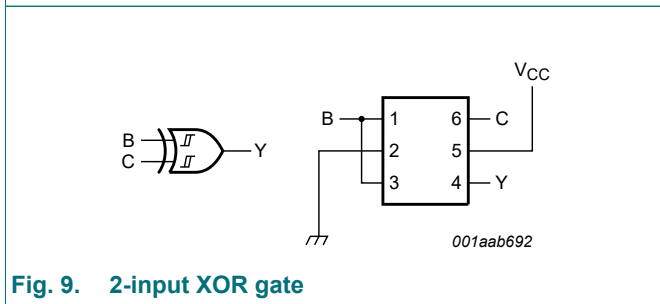 VCC
B 1 6 C
B
C
Y
2 5
3 4 Y
001aab692
Fig. 9. 2-input XOR gate